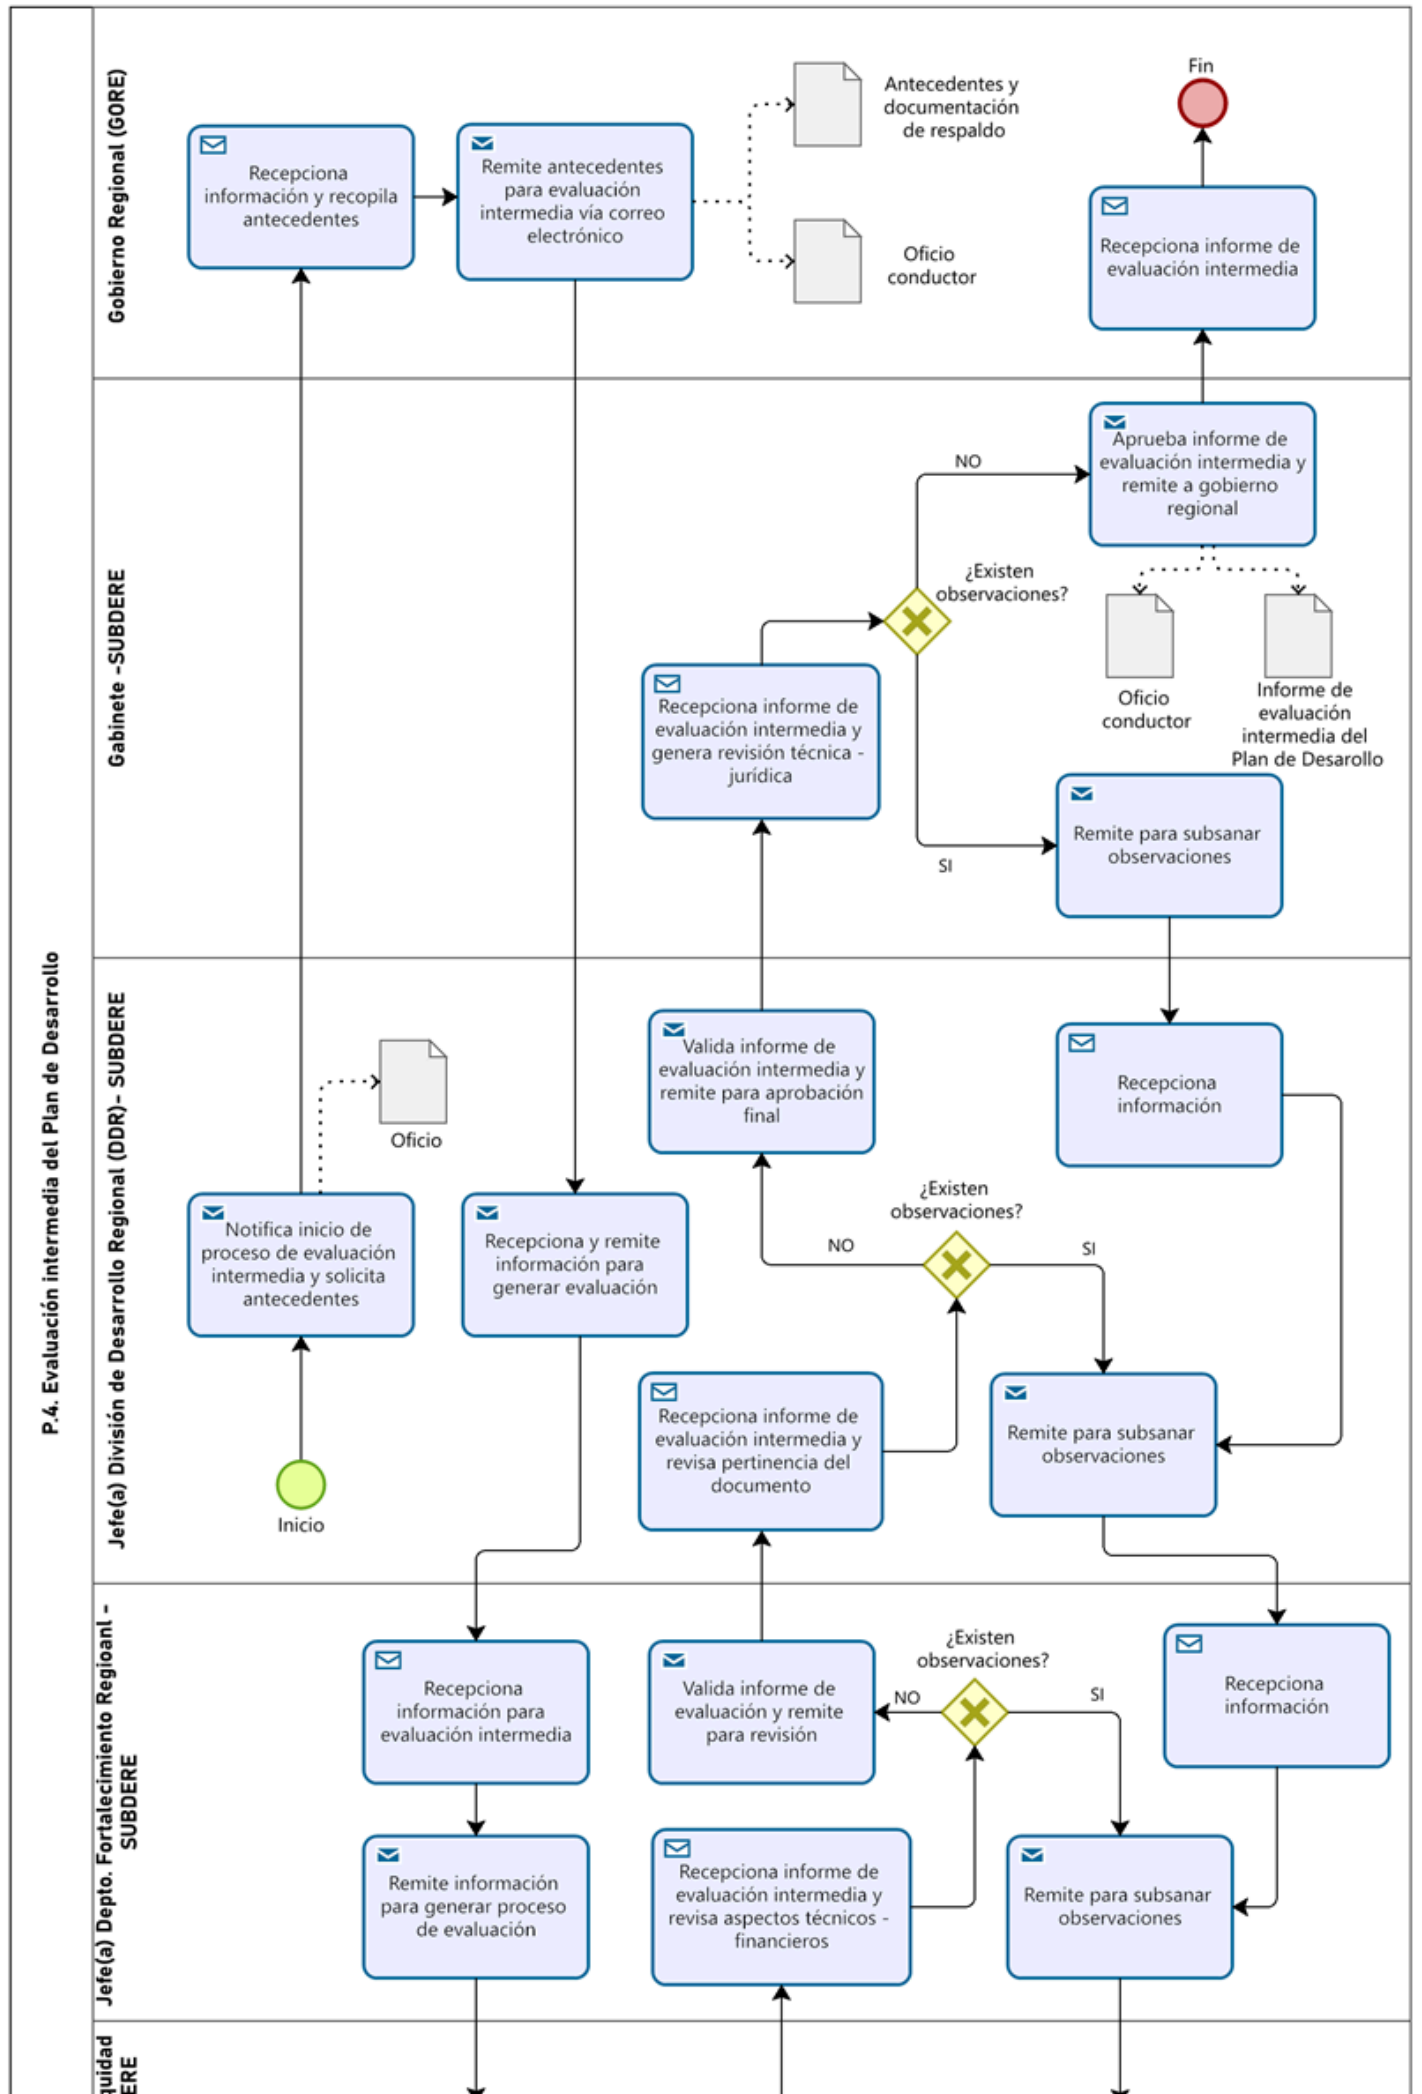 P.4. Evaluación intermedia del Plan de Desarrollo
Gobierno Regional (GORE)
Recepciona
información y recopila
antecedentes
Remite antecedentes
para evaluación
intermedia vía correo
electrónico
Antecedentes y
documentación
de respaldo
Oficio
conductor
Fin
Recepciona informe de
evaluación intermedia
Gabinete -SUBDERE
Aprueba informe de
evaluación intermedia y
remite a gobierno
regional
NO
¿Existen
observaciones?
SI
Oficio
conductor
Informe de
evaluación
intermedia del
Plan de Desarollo
Recepciona informe de
evaluación intermedia y
genera revisión técnica -
jurídica
Remite para subsanar
observaciones
Jefe(a) División de Desarrollo Regional (DDR)- SUBDERE
Oficio
Notifica inicio de
proceso de evaluación
intermedia y solicita
antecedentes
Inicio
Recepciona y remite
información para
generar evaluación
Valida informe de
evaluación intermedia y
remite para aprobación
final
Recepciona
información
¿Existen
observaciones?
NO
SI
Recepciona informe de
evaluación intermedia y
revisa pertinencia del
documento
Remite para subsanar
observaciones
Jefe(a) Depto. Fortalecimiento Regioanl -
SUBDERE
Recepciona
información para
evaluación intermedia
Valida informe de
evaluación y remite
para revisión
¿Existen
observaciones?
NO
SI
Recepciona
información
Remite información
para generar proceso
de evaluación
Recepciona informe de
evaluación intermedia y
revisa aspectos técnicos -
financieros
Remite para subsanar
observaciones
quidad
ERE